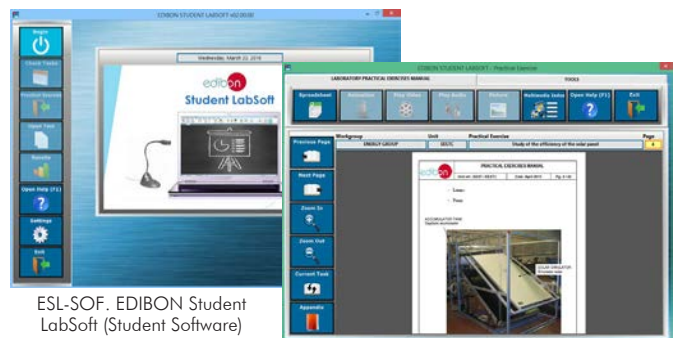 EDIBON STUDENT LABSOFT v02.00.00
Begin
Check Tasks
Practical Exercise
Open Test
Results
Open Help (F1)
Settings
Exit
Wednesday, March 23, 2016
edibon
Student LabSoft
ESL-SOF. EDIBON Student
LabSoft (Student Software)
EDIBON STUDENT LABSOFT - Practical Exercise
LABORATORY PRACTICAL EXERCISES MANUAL
TOOLS
Spreadsheet
Animation
Play Video
Play Audio
Picture
Multimedia Index
Open Help (F1)
Exit
Workgroup
Unit
Practical Exercise
Page
ENERGY GROUP
Study of the efficiency of the solar panel
Previous Page
Next Page
Zoom In
Zoom Out
Current Task
Appendix
edibon
PRACTICAL EXERCISES MANUAL
ACCUMULATOR TANK